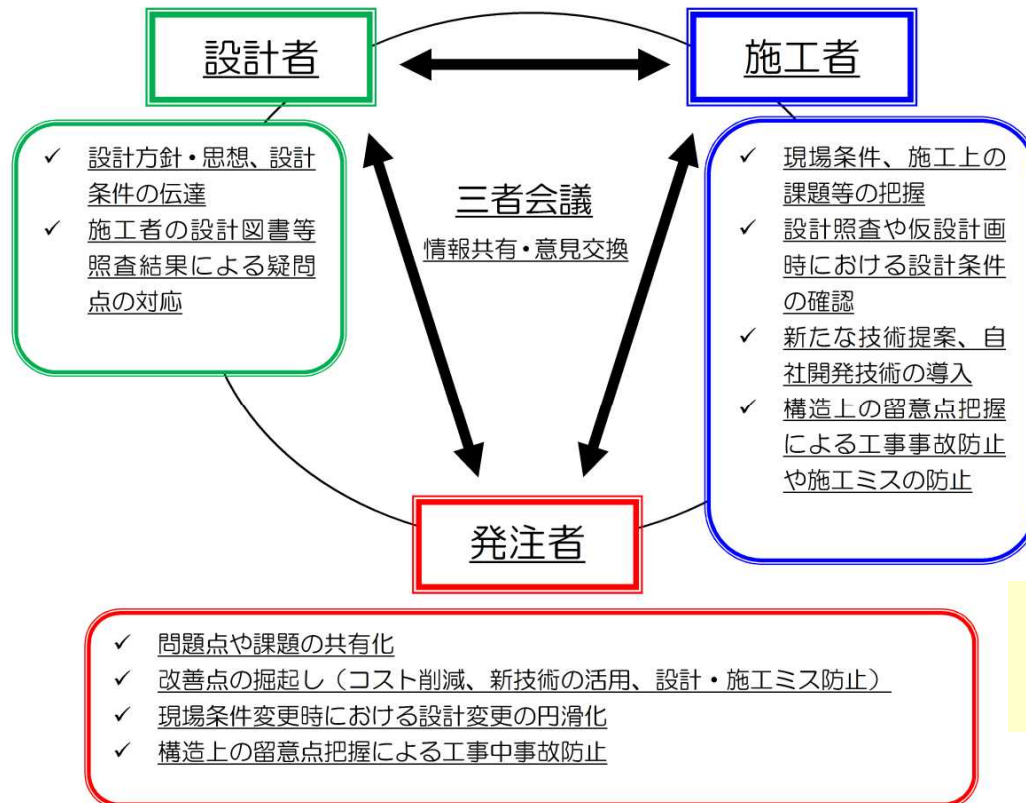 設計者
施工者
✓ 設計方針・思想、設計
条件の伝達
✓ 施工者の設計図書等
照査結果による疑問
点の対応
三者会議
情報共有・意見交換
✓ 現場条件、施工上の
課題等の把握
✓ 設計照査や仮設計画
時における設計条件
の確認
✓ 新たな技術提案、自
社開発技術の導入
✓ 構造上の留意点把握
による工事事故防止
や施工ミスの防止
発注者
✓ 問題点や課題の共有化
✓ 改善点の掘起し（コスト削減、新技術の活用、設計・施工ミス防止）
✓ 現場条件変更時における設計変更の円滑化
✓ 構造上の留意点把握による工事中事故防止